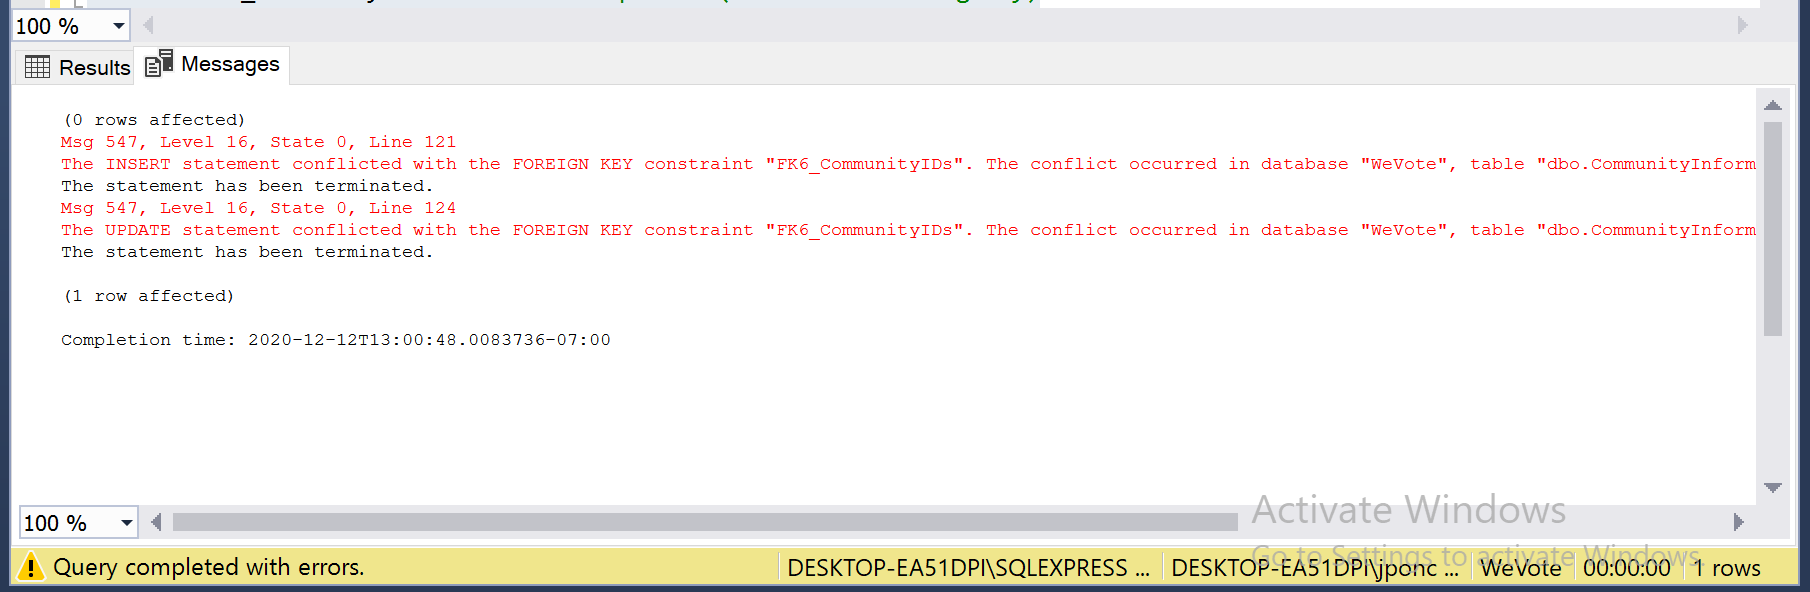 100 %
Results
Messages
(0 rows affected)
Msg 547, Level 16, State 0, Line 121
The INSERT statement conflicted with the FOREIGN KEY constraint "FK6_CommunityIDs". The conflict occurred in database "WeVote", table "dbo.CommunityInform
The statement has been terminated.
Msg 547, Level 16, State 0, Line 124
The UPDATE statement conflicted with the FOREIGN KEY constraint "FK6_CommunityIDs". The conflict occurred in database "WeVote", table "dbo.CommunityInform
The statement has been terminated.
(1 row affected)
Completion time: 2020-12-12T13:00:48.0083736-07:00
100 %
Activate Windows
Go to Settings to activate Windows.
Query completed with errors.
DESKTOP-EA51DPI\SQLEXPRESS ...
DESKTOP-EA51DPI\jponc ...
WeVote
00:00:00
1 rows